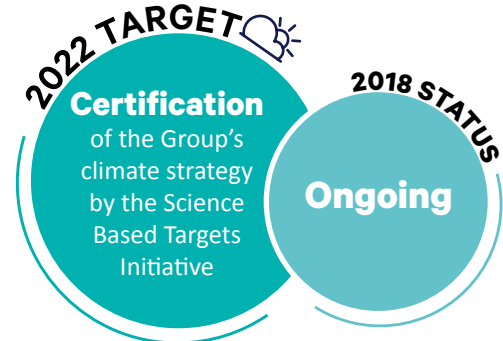 2022 TARGET
Certification
of the Group's
climate strategy
by the Science
Based Targets
Initiative
2018 STATUS
Ongoing